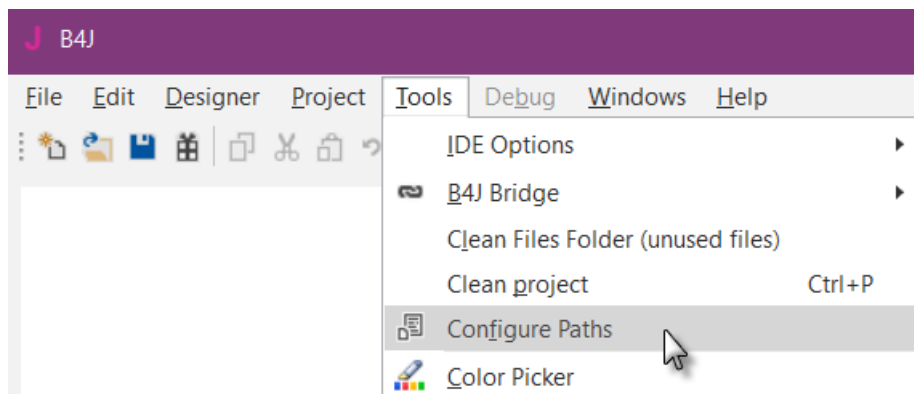 J B4J
File Edit Designer Project Tools Debug Windows Help
IDE Options
B4J Bridge
Clean Files Folder (unused files)
Clean project Ctrl+P
Configure Paths
Color Picker